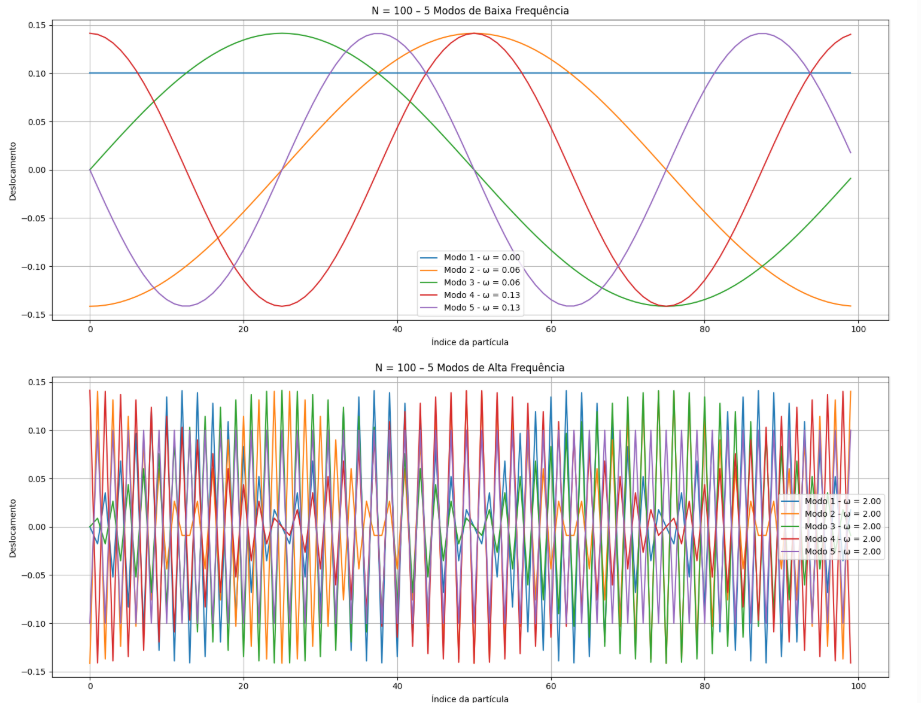 N = 100 – 5 Modos de Baixa Frequência
0.15
0.10
0.05
0.00
−0.05
−0.10
−0.15
Deslocamento
Modo 1 - ω = 0.00
Modo 2 - ω = 0.06
Modo 3 - ω = 0.06
Modo 4 - ω = 0.13
Modo 5 - ω = 0.13
0 20 40 60 80 100
Índice da partícula
N = 100 – 5 Modos de Alta Frequência
0.15
0.10
0.05
0.00
−0.05
−0.10
−0.15
Deslocamento
Modo 1 - ω = 2.00
Modo 2 - ω = 2.00
Modo 3 - ω = 2.00
Modo 4 - ω = 2.00
Modo 5 - ω = 2.00
0 20 40 60 80 100
Índice da partícula